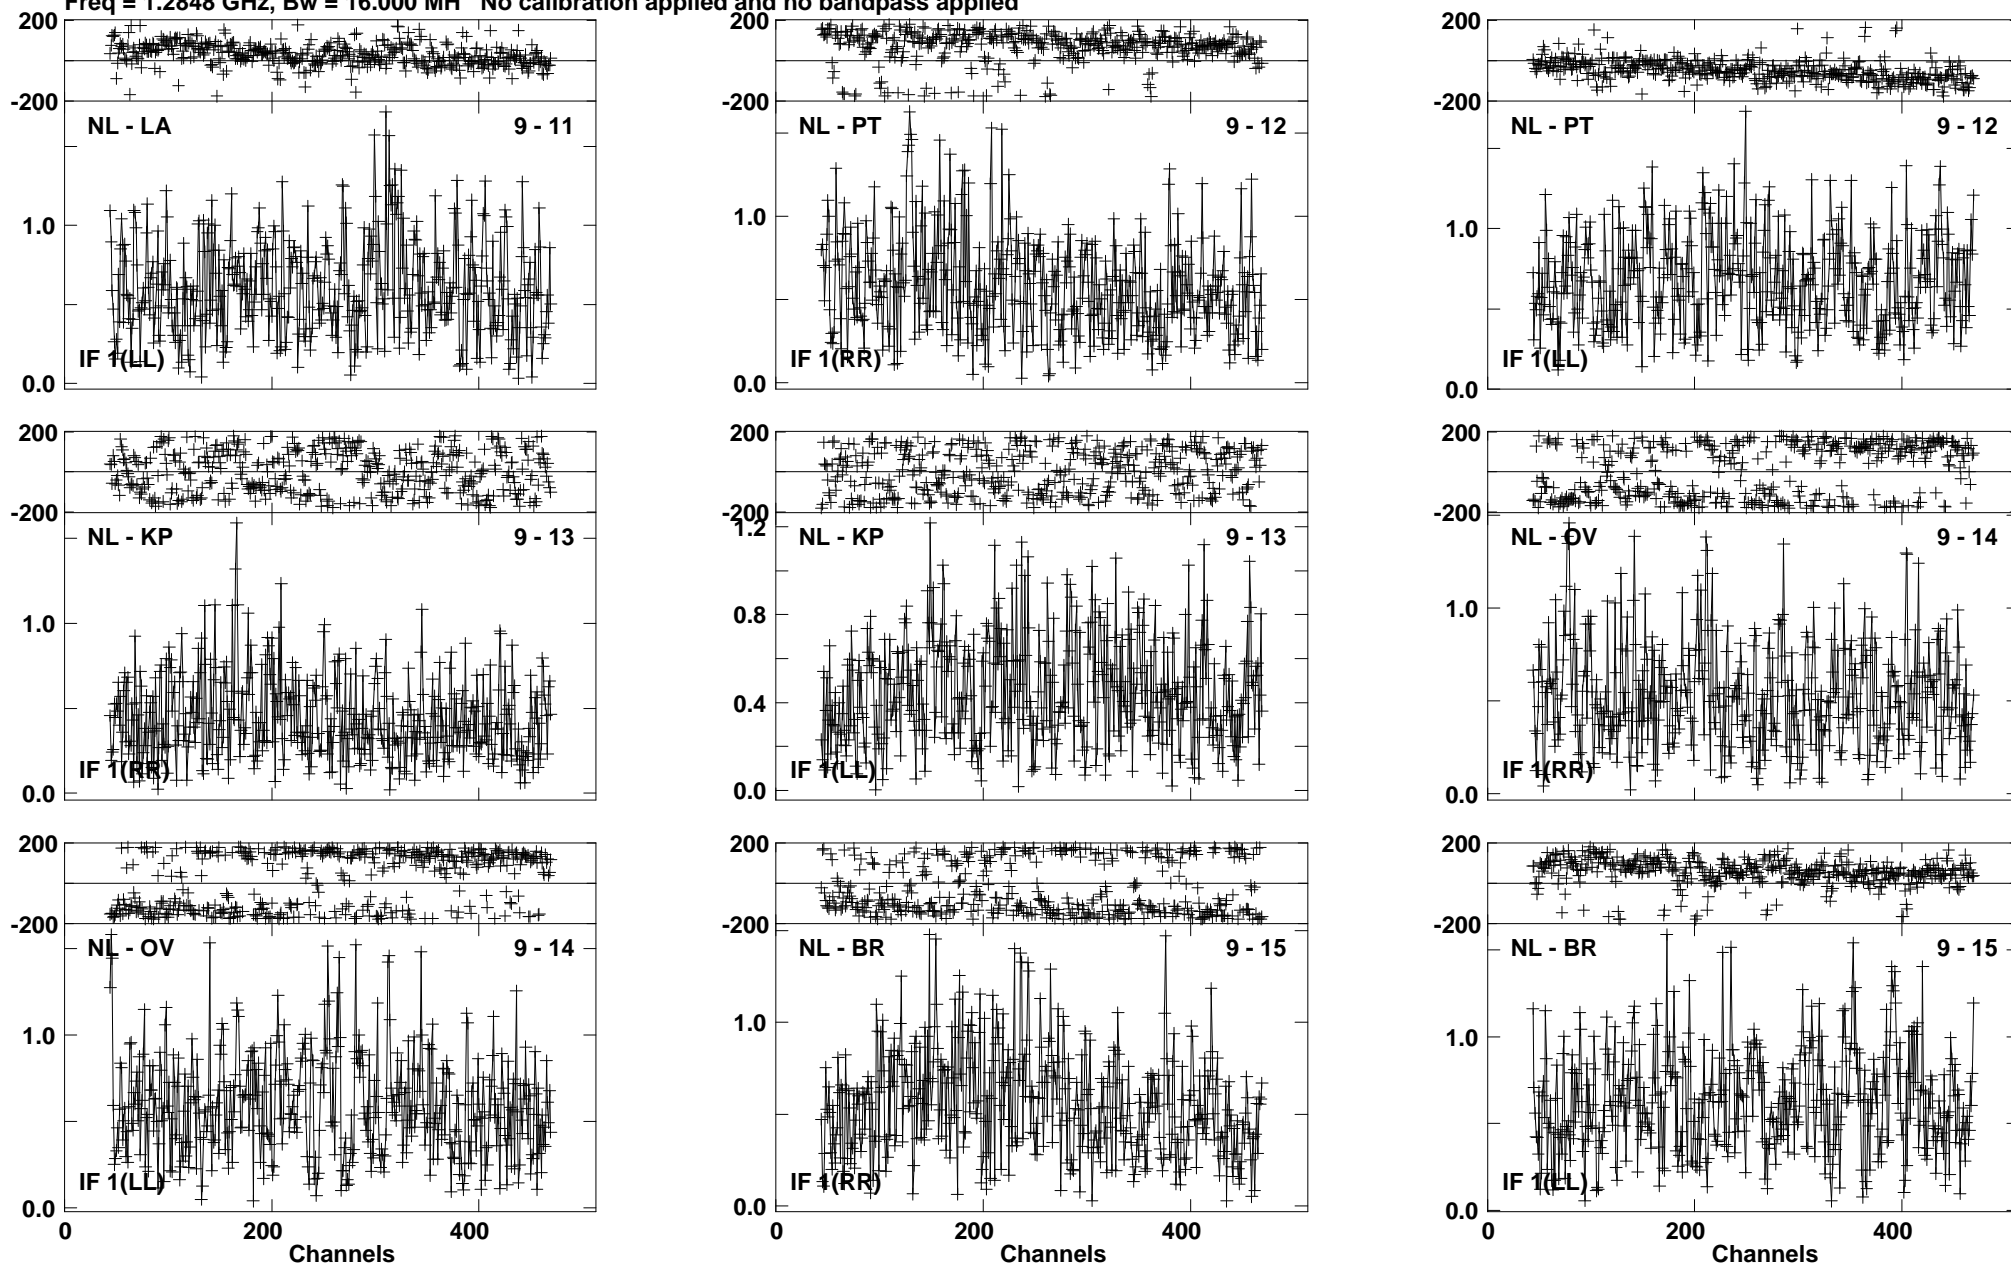 Freq = 1.2848 GHz, Bw = 16.000 MH No calibration applied and no bandpass applied
200 200 200
-200 -200 -200
NL - LA 9 - 11 NL - PT 9 - 12 NL - PT 9 - 12
1.0 1.0 1.0
IF 1(LL) IF 1(RR) IF 1(LL)
0.0 0.0 0.0
200 200 200
-200 -200 -200
1.2
NL - KP 9 - 13 NL - KP 9 - 13 NL - OV 9 - 14
1.0 0.8 1.0
0.4
IF 1(RR) IF 1(LL) IF 1(RR)
0.0 0.0 0.0
200 200 200
-200 -200 -200
NL - OV 9 - 14 NL - BR 9 - 15 NL - BR 9 - 15
1.0 1.0 1.0
IF 1(LL) IF 1(RR) IF 1(LL)
0.0 0.0 0.0
0 200 400 0 200 400 0 200 400
Channels Channels Channels